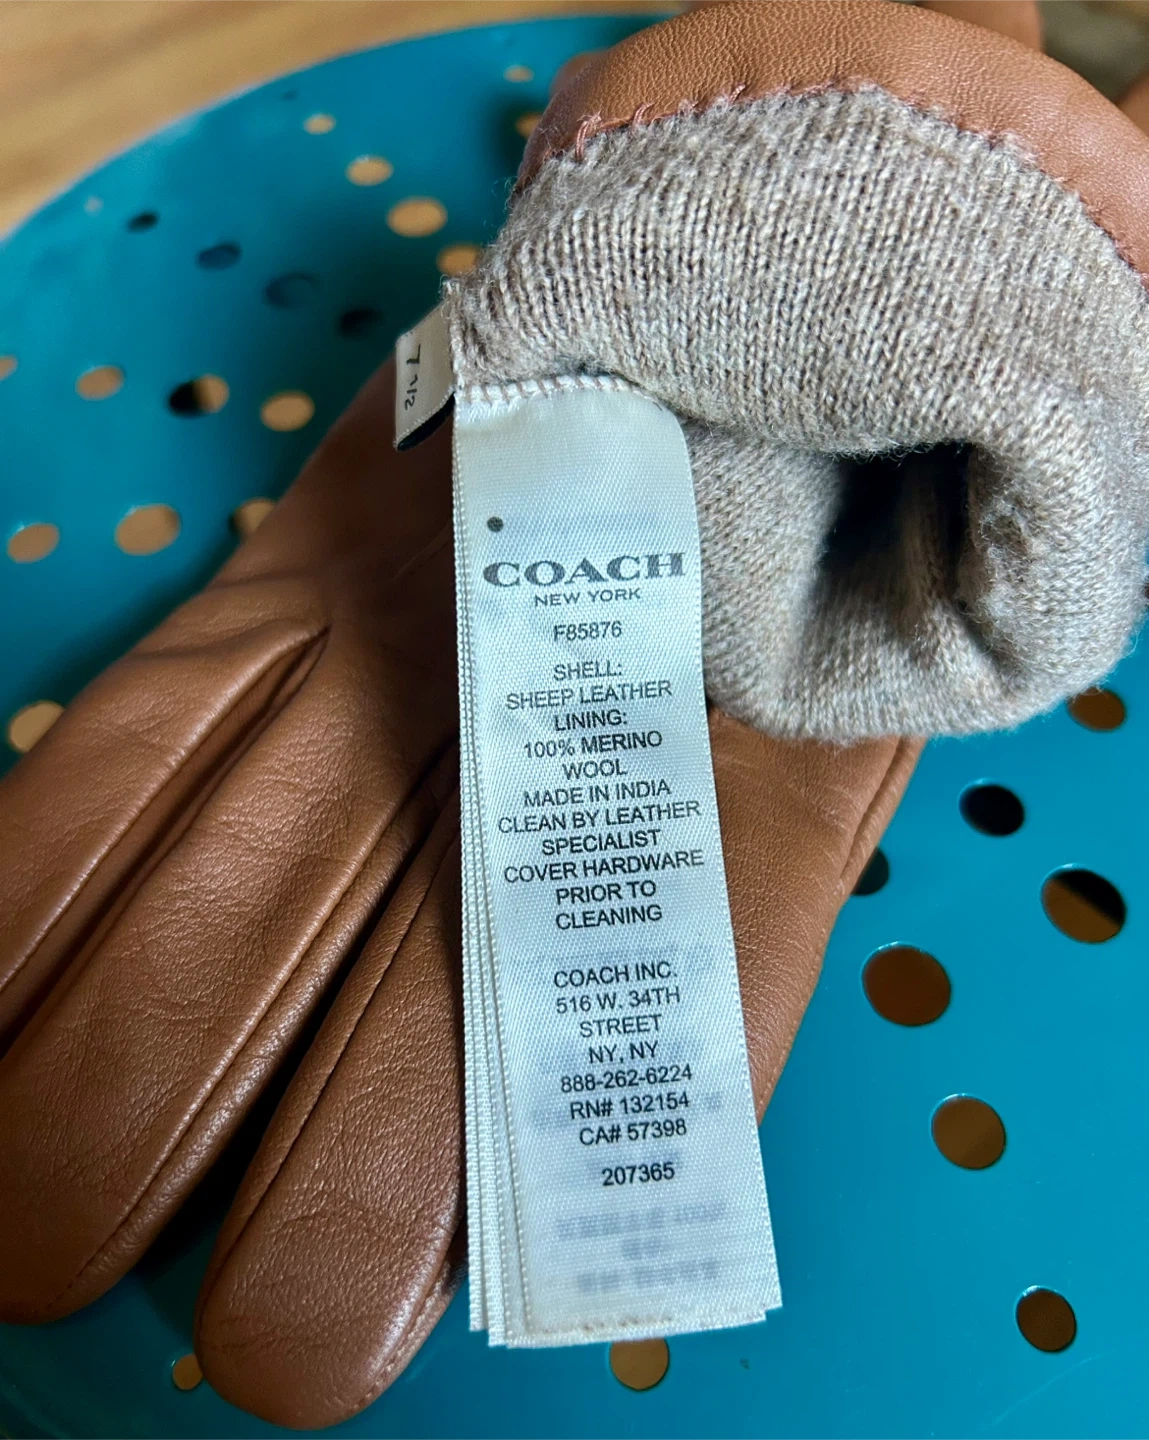 7 1/2
COACH
NEW YORK
F85876
SHELL:
SHEEP LEATHER
LINING:
100% MERINO
WOOL
MADE IN INDIA
CLEAN BY LEATHER
SPECIALIST
COVER HARDWARE
PRIOR TO
CLEANING
COACH INC.
516 W. 34TH
STREET
NY, NY
888-262-6224
RN# 132154
CA# 57398
207365